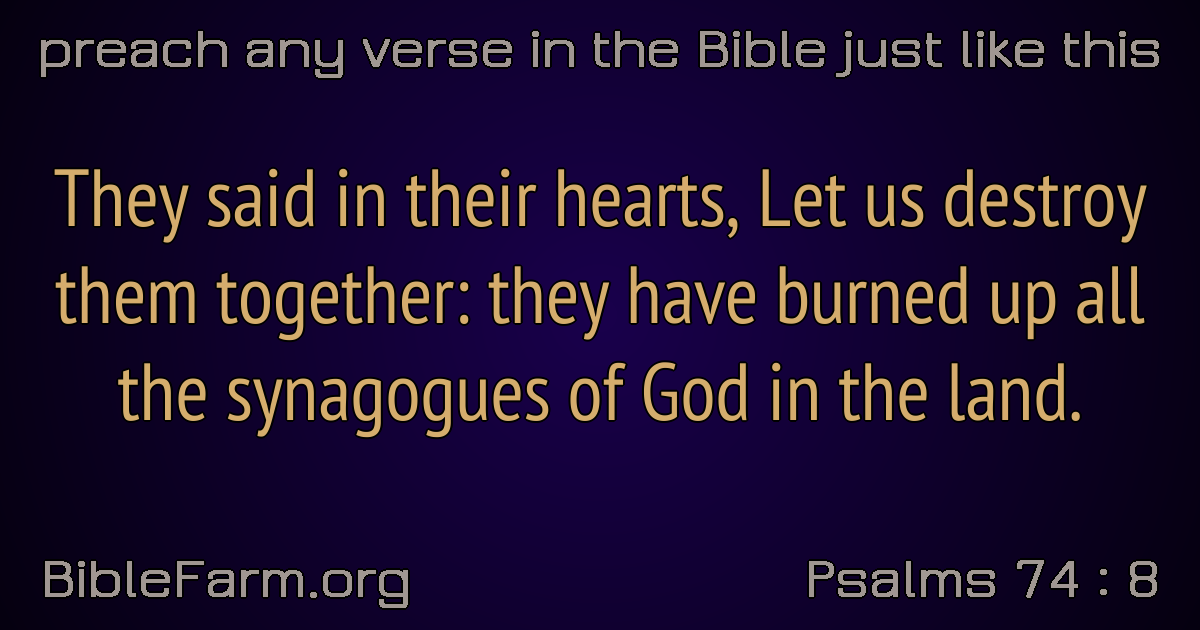 preach any verse in the Bible just like this
They said in their hearts, Let us destroy
them together: they have burned up all
the synagogues of God in the land.
BibleFarm.org
Psalms 74 : 8